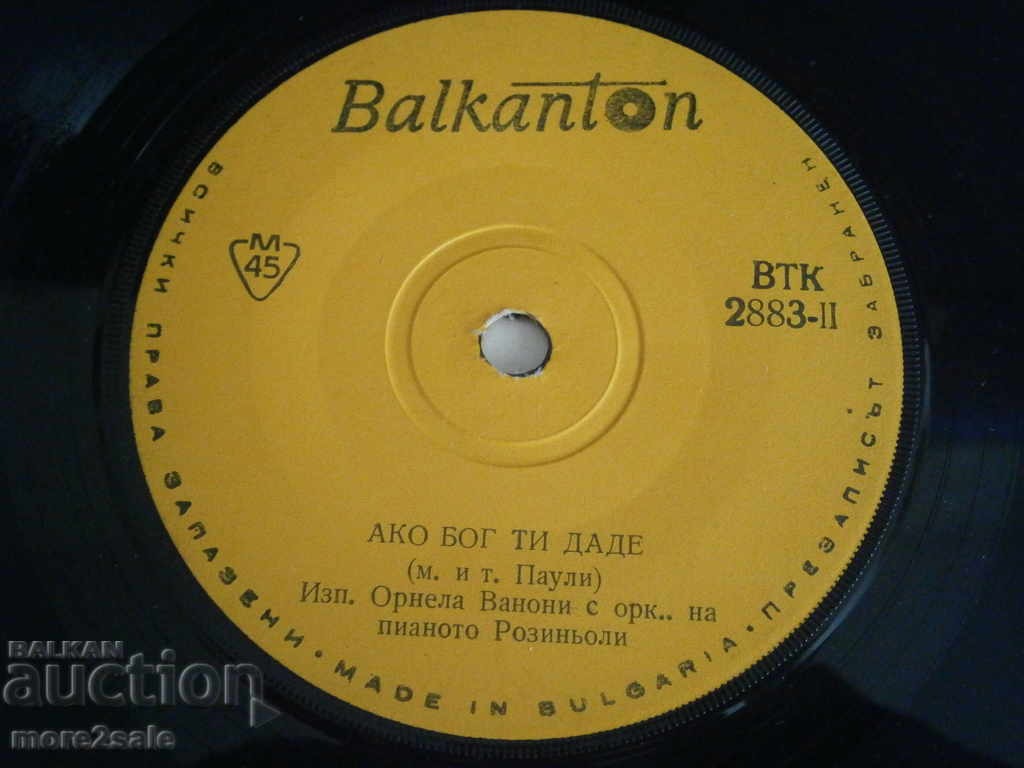 Balkanton
М
45
ВТК
2883-II
АКО БОГ ТИ ДАДЕ
(м. и т. Паули)
Изп. Орнела Ванони с орк.. на
пианото Розиньоли
ВСИЧКИ ПРАВА ЗАПАЗЕНИ · MADE IN BULGARIA · ПРЕЗАПИСЪТ ЗАБРАНЕН
BALKAN
auction
more2sale